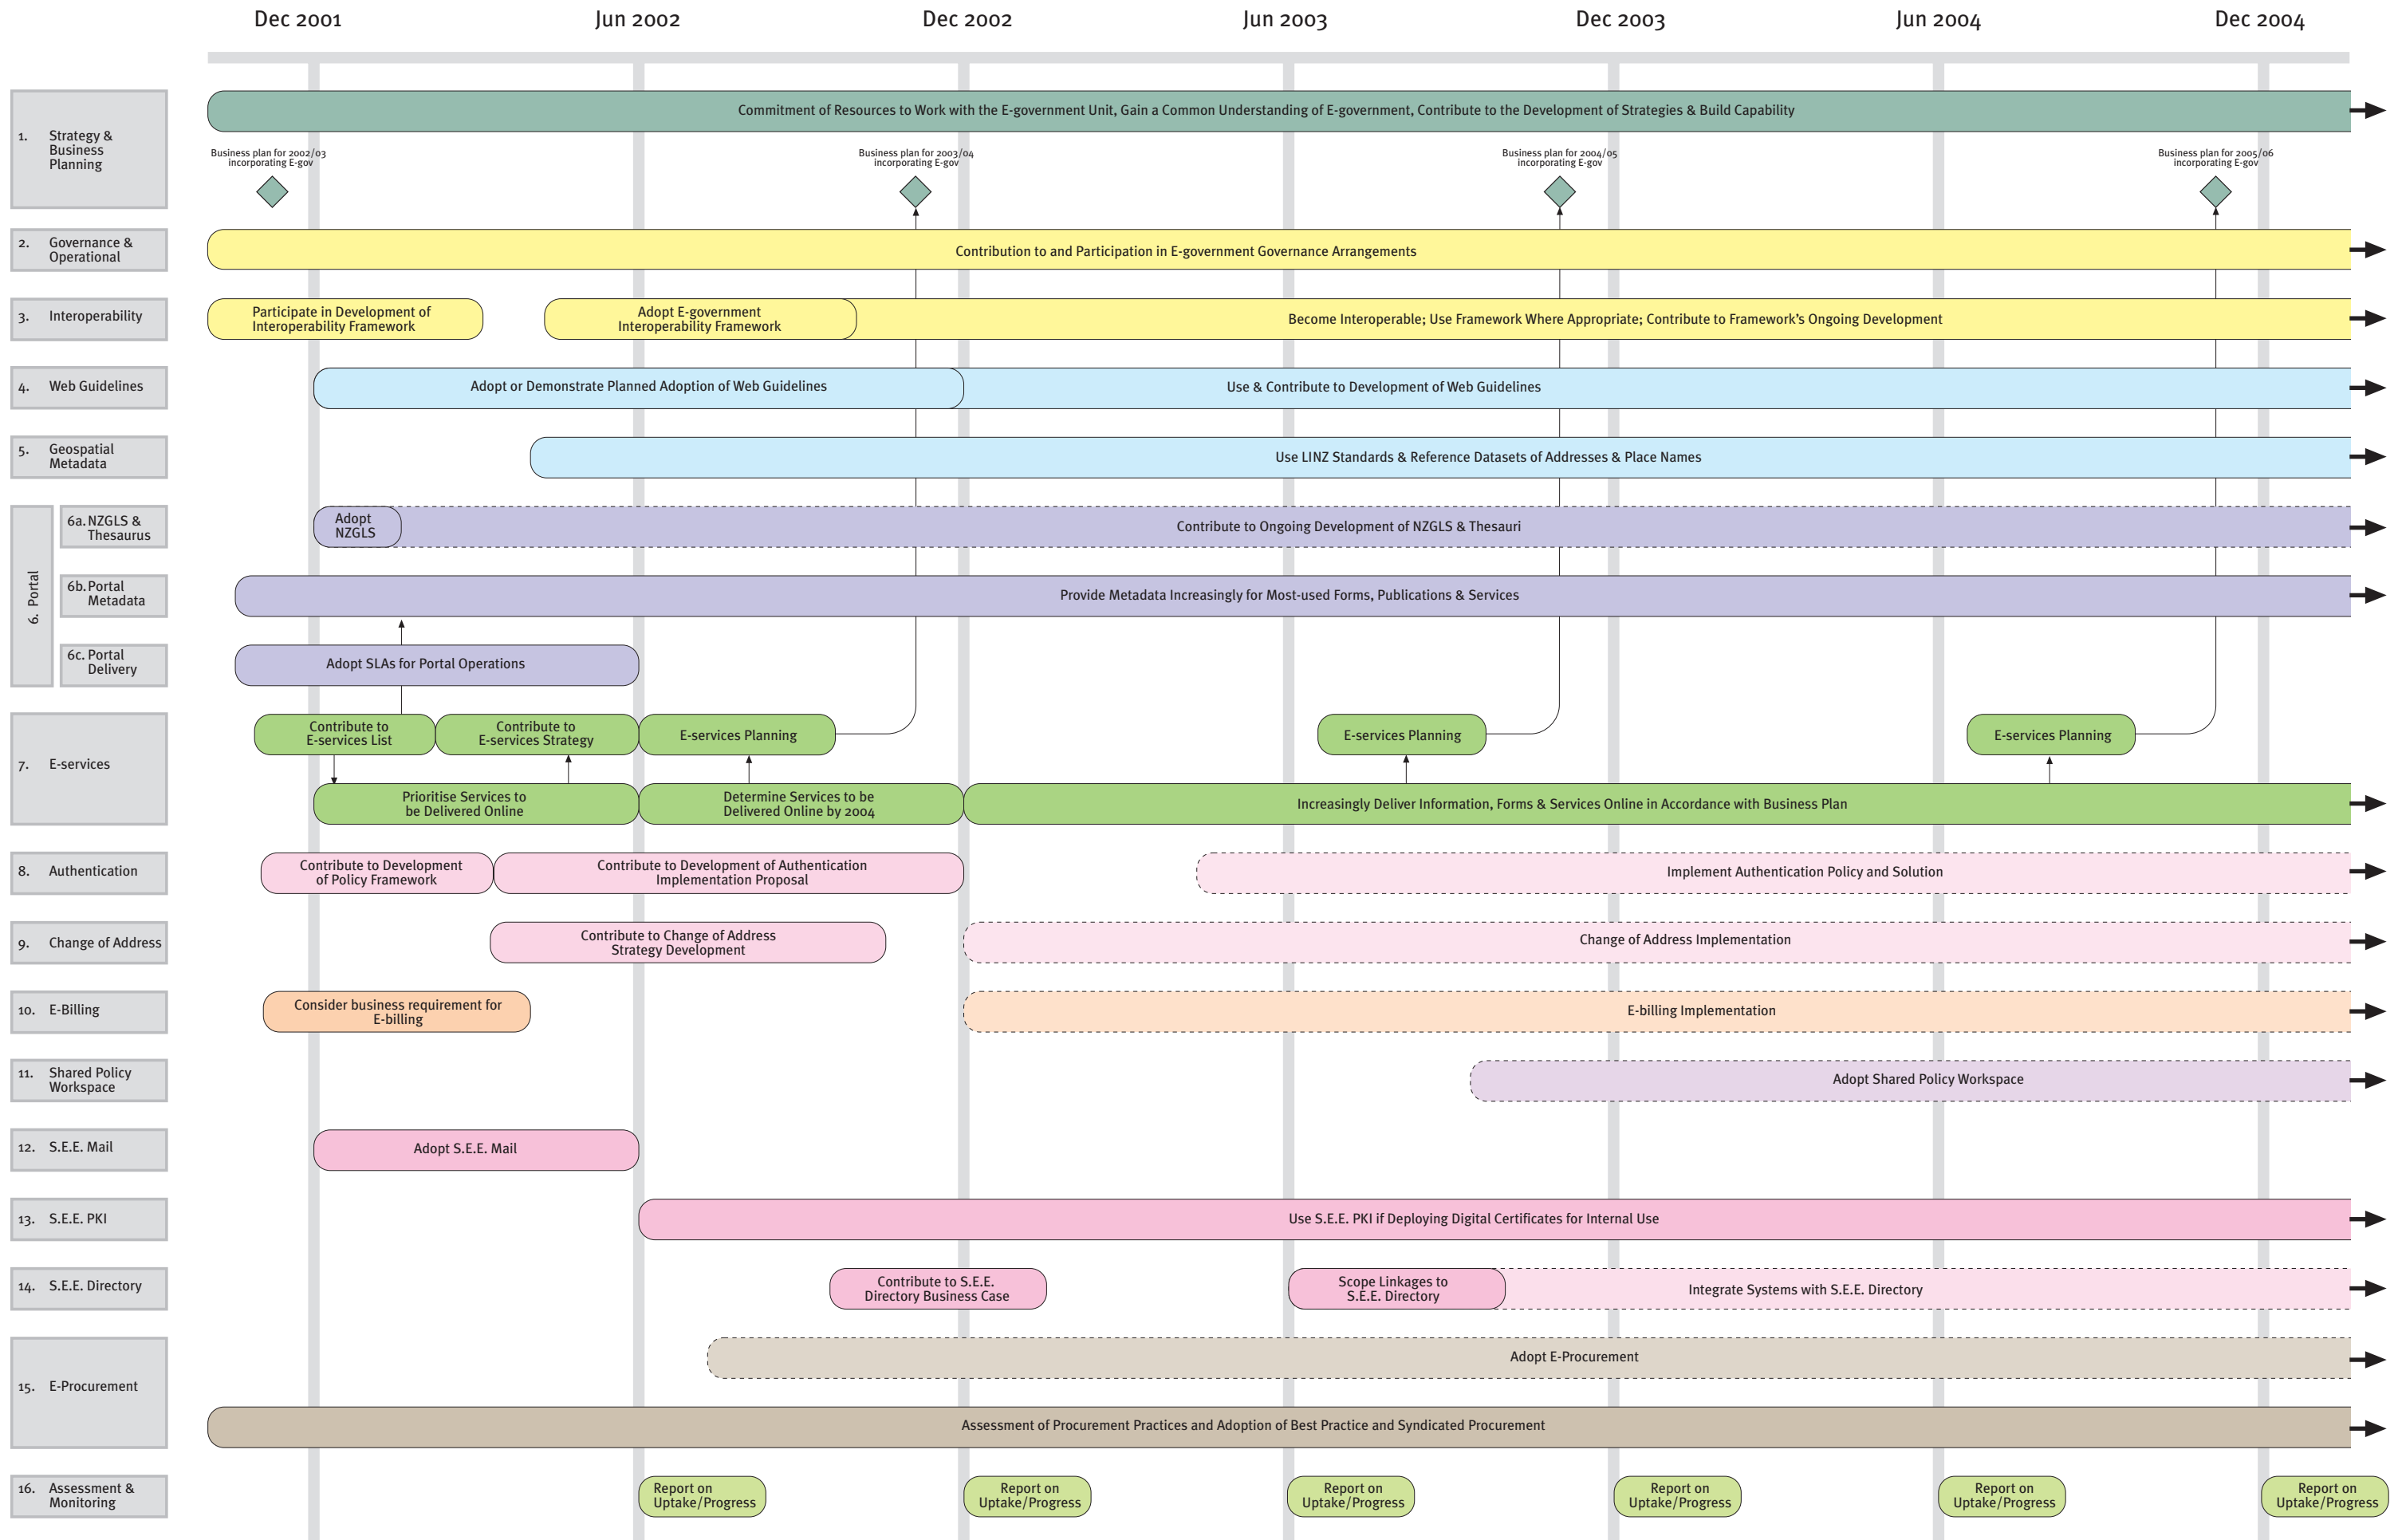 Dec 2001
Jun 2002
Dec 2002
Jun 2003
Dec 2003
Jun 2004
Dec 2004
1. Strategy &
Business
Planning
Commitment of Resources to Work with the E-government Unit, Gain a Common Understanding of E-government, Contribute to the Development of Strategies & Build Capability
Business plan for 2002/03
incorporating E-gov
Business plan for 2003/04
incorporating E-gov
Business plan for 2004/05
incorporating E-gov
Business plan for 2005/06
incorporating E-gov
2. Governance &
Operational
Contribution to and Participation in E-government Governance Arrangements
3. Interoperability
Participate in Development of
Interoperability Framework
Adopt E-government
Interoperability Framework
Become Interoperable; Use Framework Where Appropriate; Contribute to Framework's Ongoing Development
4. Web Guidelines
Adopt or Demonstrate Planned Adoption of Web Guidelines
Use & Contribute to Development of Web Guidelines
5. Geospatial
Metadata
Use LINZ Standards & Reference Datasets of Addresses & Place Names
6. Portal
6a. NZGLS &
Thesaurus
Adopt
NZGLS
Contribute to Ongoing Development of NZGLS & Thesauri
6b. Portal
Metadata
Provide Metadata Increasingly for Most-used Forms, Publications & Services
6c. Portal
Delivery
Adopt SLAs for Portal Operations
7. E-services
Contribute to
E-services List
Contribute to
E-services Strategy
E-services Planning
E-services Planning
E-services Planning
Prioritise Services to
be Delivered Online
Determine Services to be
Delivered Online by 2004
Increasingly Deliver Information, Forms & Services Online in Accordance with Business Plan
8. Authentication
Contribute to Development
of Policy Framework
Contribute to Development of Authentication
Implementation Proposal
Implement Authentication Policy and Solution
9. Change of Address
Contribute to Change of Address
Strategy Development
Change of Address Implementation
10. E-Billing
Consider business requirement for
E-billing
E-billing Implementation
11. Shared Policy
Workspace
Adopt Shared Policy Workspace
12. S.E.E. Mail
Adopt S.E.E. Mail
13. S.E.E. PKI
Use S.E.E. PKI if Deploying Digital Certificates for Internal Use
14. S.E.E. Directory
Contribute to S.E.E.
Directory Business Case
Scope Linkages to
S.E.E. Directory
Integrate Systems with S.E.E. Directory
15. E-Procurement
Adopt E-Procurement
Assessment of Procurement Practices and Adoption of Best Practice and Syndicated Procurement
16. Assessment &
Monitoring
Report on
Uptake/Progress
Report on
Uptake/Progress
Report on
Uptake/Progress
Report on
Uptake/Progress
Report on
Uptake/Progress
Report on
Uptake/Progress